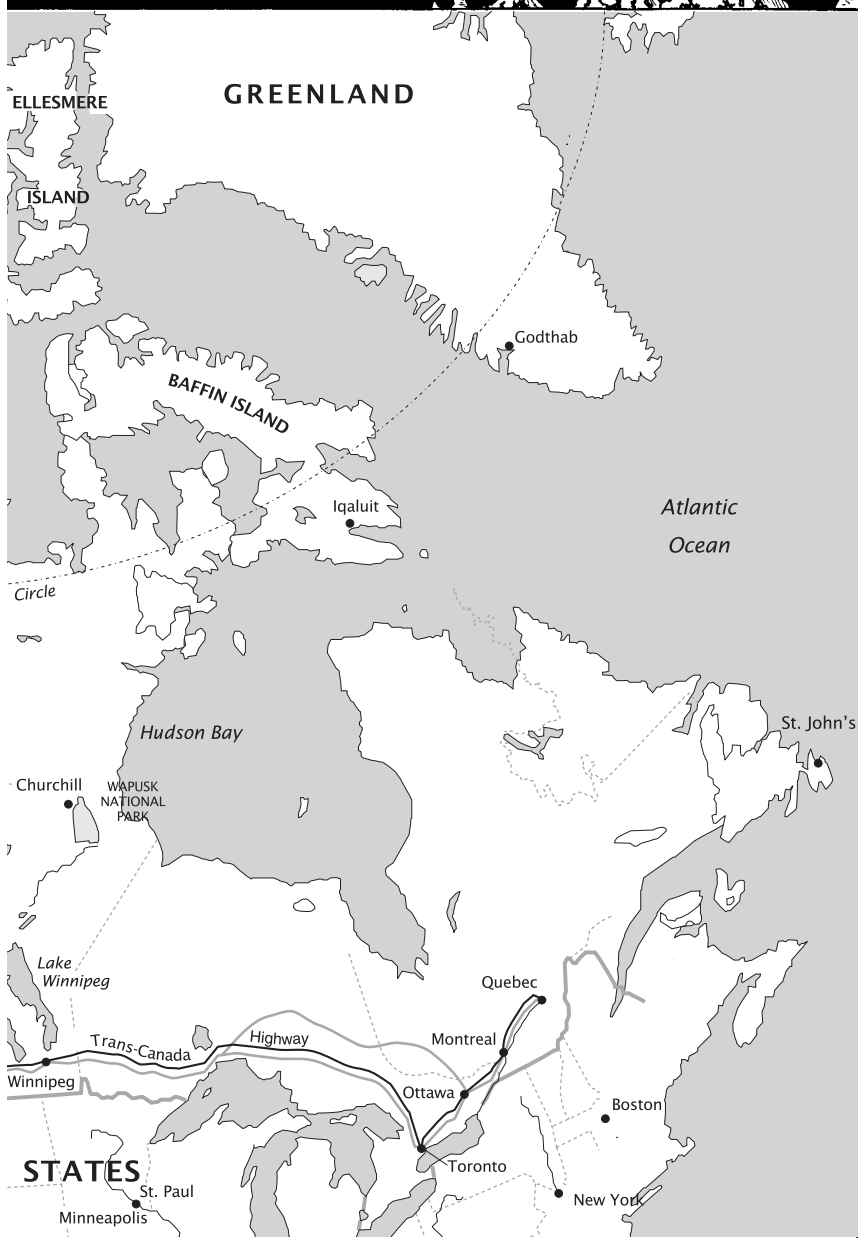 GREENLAND
ELLESMERE
ISLAND
Godthab
BAFFIN ISLAND
Iqaluit
Atlantic
Ocean
Circle
St. John's
Hudson Bay
Churchill
WAPUSK
NATIONAL
PARK
Lake
Winnipeg
Quebec
Trans-Canada
Highway
Montreal
Winnipeg
Ottawa
Boston
Toronto
STATES
St. Paul
New York
Minneapolis